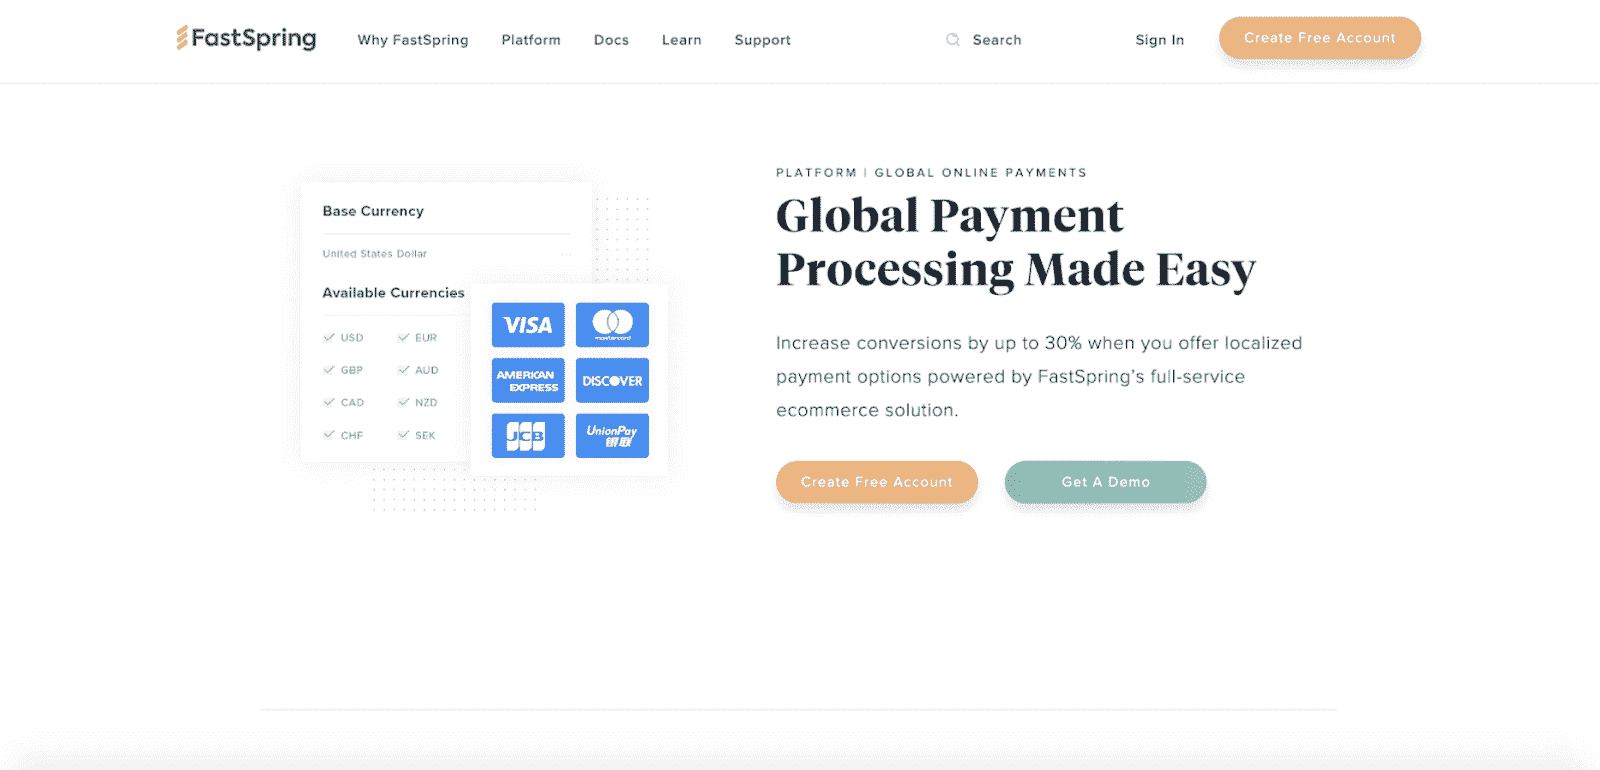 FastSpring
Why FastSpring
Platform
Docs
Learn
Support
Search
Sign In
Create Free Account
Base Currency
United States Dollar
Available Currencies
USD
EUR
GBP
AUD
CAD
NZD
CHF
SEK
VISA
mastercard
AMERICAN
EXPRESS
DISCOVER
JCB
UnionPay
银联
PLATFORM | GLOBAL ONLINE PAYMENTS
Global Payment
Processing Made Easy
Increase conversions by up to 30% when you offer localized
payment options powered by FastSpring's full-service
ecommerce solution.
Create Free Account
Get A Demo